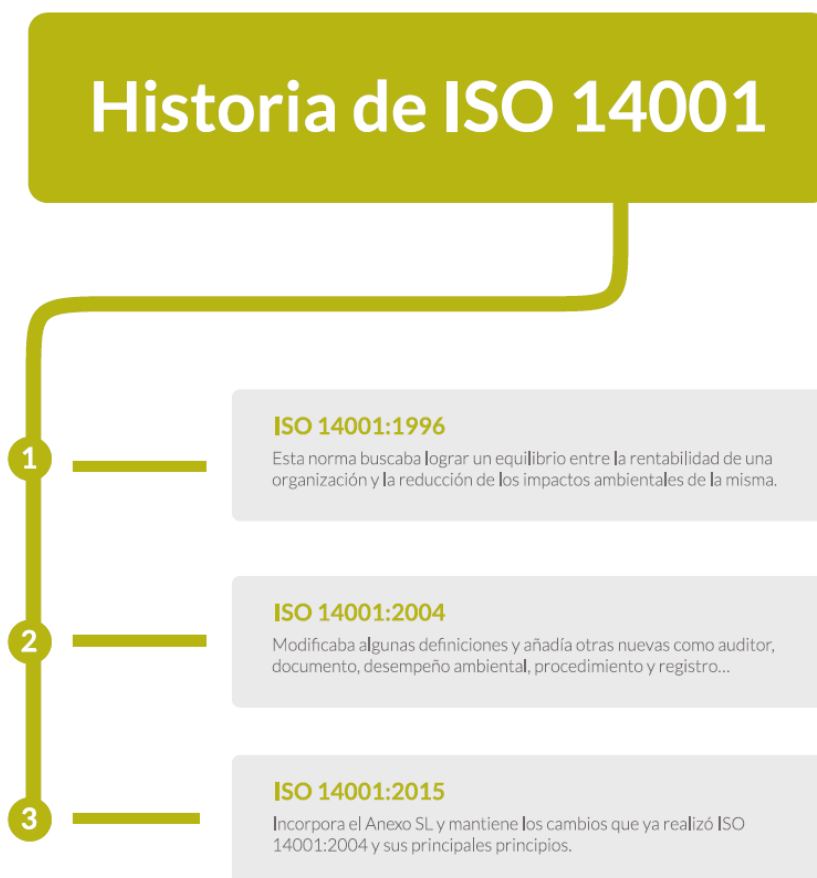 Historia de ISO 14001
1
ISO 14001:1996
Esta norma buscaba lograr un equilibrio entre la rentabilidad de una
organización y la reducción de los impactos ambientales de la misma.
2
ISO 14001:2004
Modificaba algunas definiciones y añadía otras nuevas como auditor,
documento, desempeño ambiental, procedimiento y registro...
3
ISO 14001:2015
Incorpora el Anexo SL y mantiene los cambios que ya realizó ISO
14001:2004 y sus principales principios.